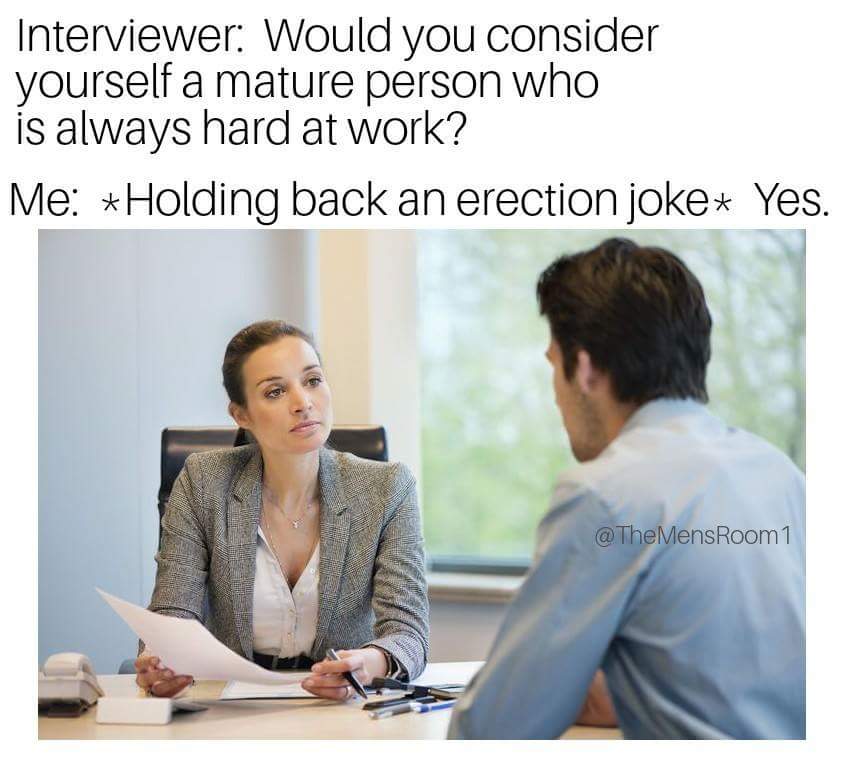 Interviewer:  Would you consider
yourself a mature person who
is always hard at work?
Me:  *Holding back an erection joke*  Yes.
@TheMensRoom1